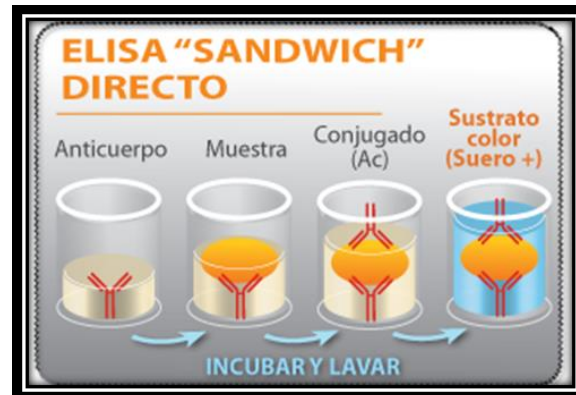 ELISA “SANDWICH”
DIRECTO
Anticuerpo
Muestra
Conjugado
(Ac)
Sustrato
color
(Suero +)
INCUBAR Y LAVAR